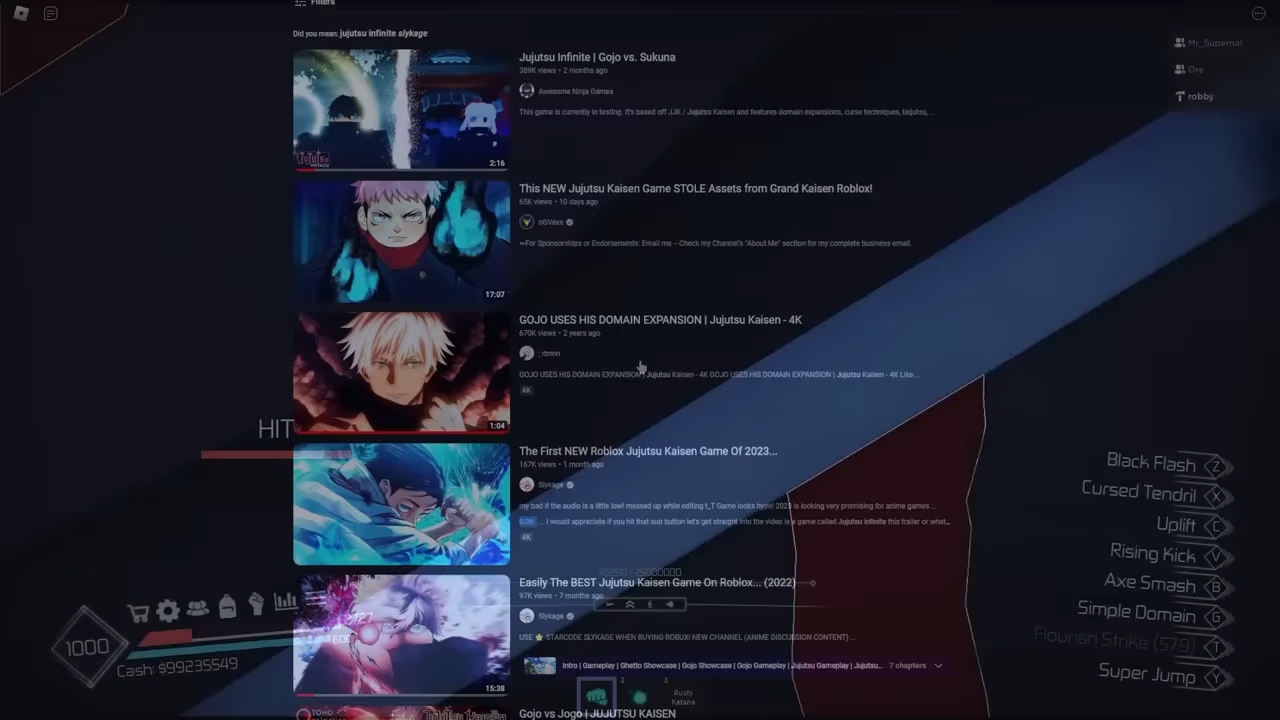 Filters
Did you mean: jujutsu infinite slykage
Mr_Supernal
Ore
robby
Jujutsu Infinite | Gojo vs. Sukuna
389K views • 2 months ago
Awesome Ninja Games
This game is currently in testing. It's based off JJK / Jujutsu Kaisen and features domain expansions, curse techniques, taijutsu, ...
2:16
This NEW Jujutsu Kaisen Game STOLE Assets from Grand Kaisen Roblox!
65K views • 10 days ago
oGVexx
➳For Sponsorships or Endorsements: Email me -- Check my Channel's "About Me" section for my complete business email.
17:07
GOJO USES HIS DOMAIN EXPANSION | Jujutsu Kaisen - 4K
670K views • 2 years ago
GOJO USES HIS DOMAIN EXPANSION | Jujutsu Kaisen - 4K GOJO USES HIS DOMAIN EXPANSION | Jujutsu Kaisen - 4K Like ...
4K
1:04
HIT
The First NEW Roblox Jujutsu Kaisen Game Of 2023...
167K views • 1 month ago
Slykage
my bad if the audio is a little low! messed up while editing t_T Game looks hype! 2023 is looking very promising for anime games ...
0:36 ... I would appreciate if you hit that sub button let's get straight into the video is a game called Jujutsu infinite this trailer or what...
4K
Black Flash Z
Cursed Tendril X
Uplift C
Rising Kick V
Axe Smash B
Simple Domain G
Flourish Strike (579) T
Super Jump Y
Easily The BEST Jujutsu Kaisen Game On Roblox... (2022)
97K views • 7 months ago
Slykage
USE ⭐ STARCODE SLYKAGE WHEN BUYING ROBUX! NEW CHANNEL (ANIME DISCUSSION CONTENT) ...
Intro | Gameplay | Ghetto Showcase | Gojo Showcase | Gojo Gameplay | Jujutsu Gameplay | Jujutsu... 7 chapters
15:38
1000
Cash: $99235549
2
3
Rusty
Katana
Gojo vs Jogo | JUJUTSU KAISEN